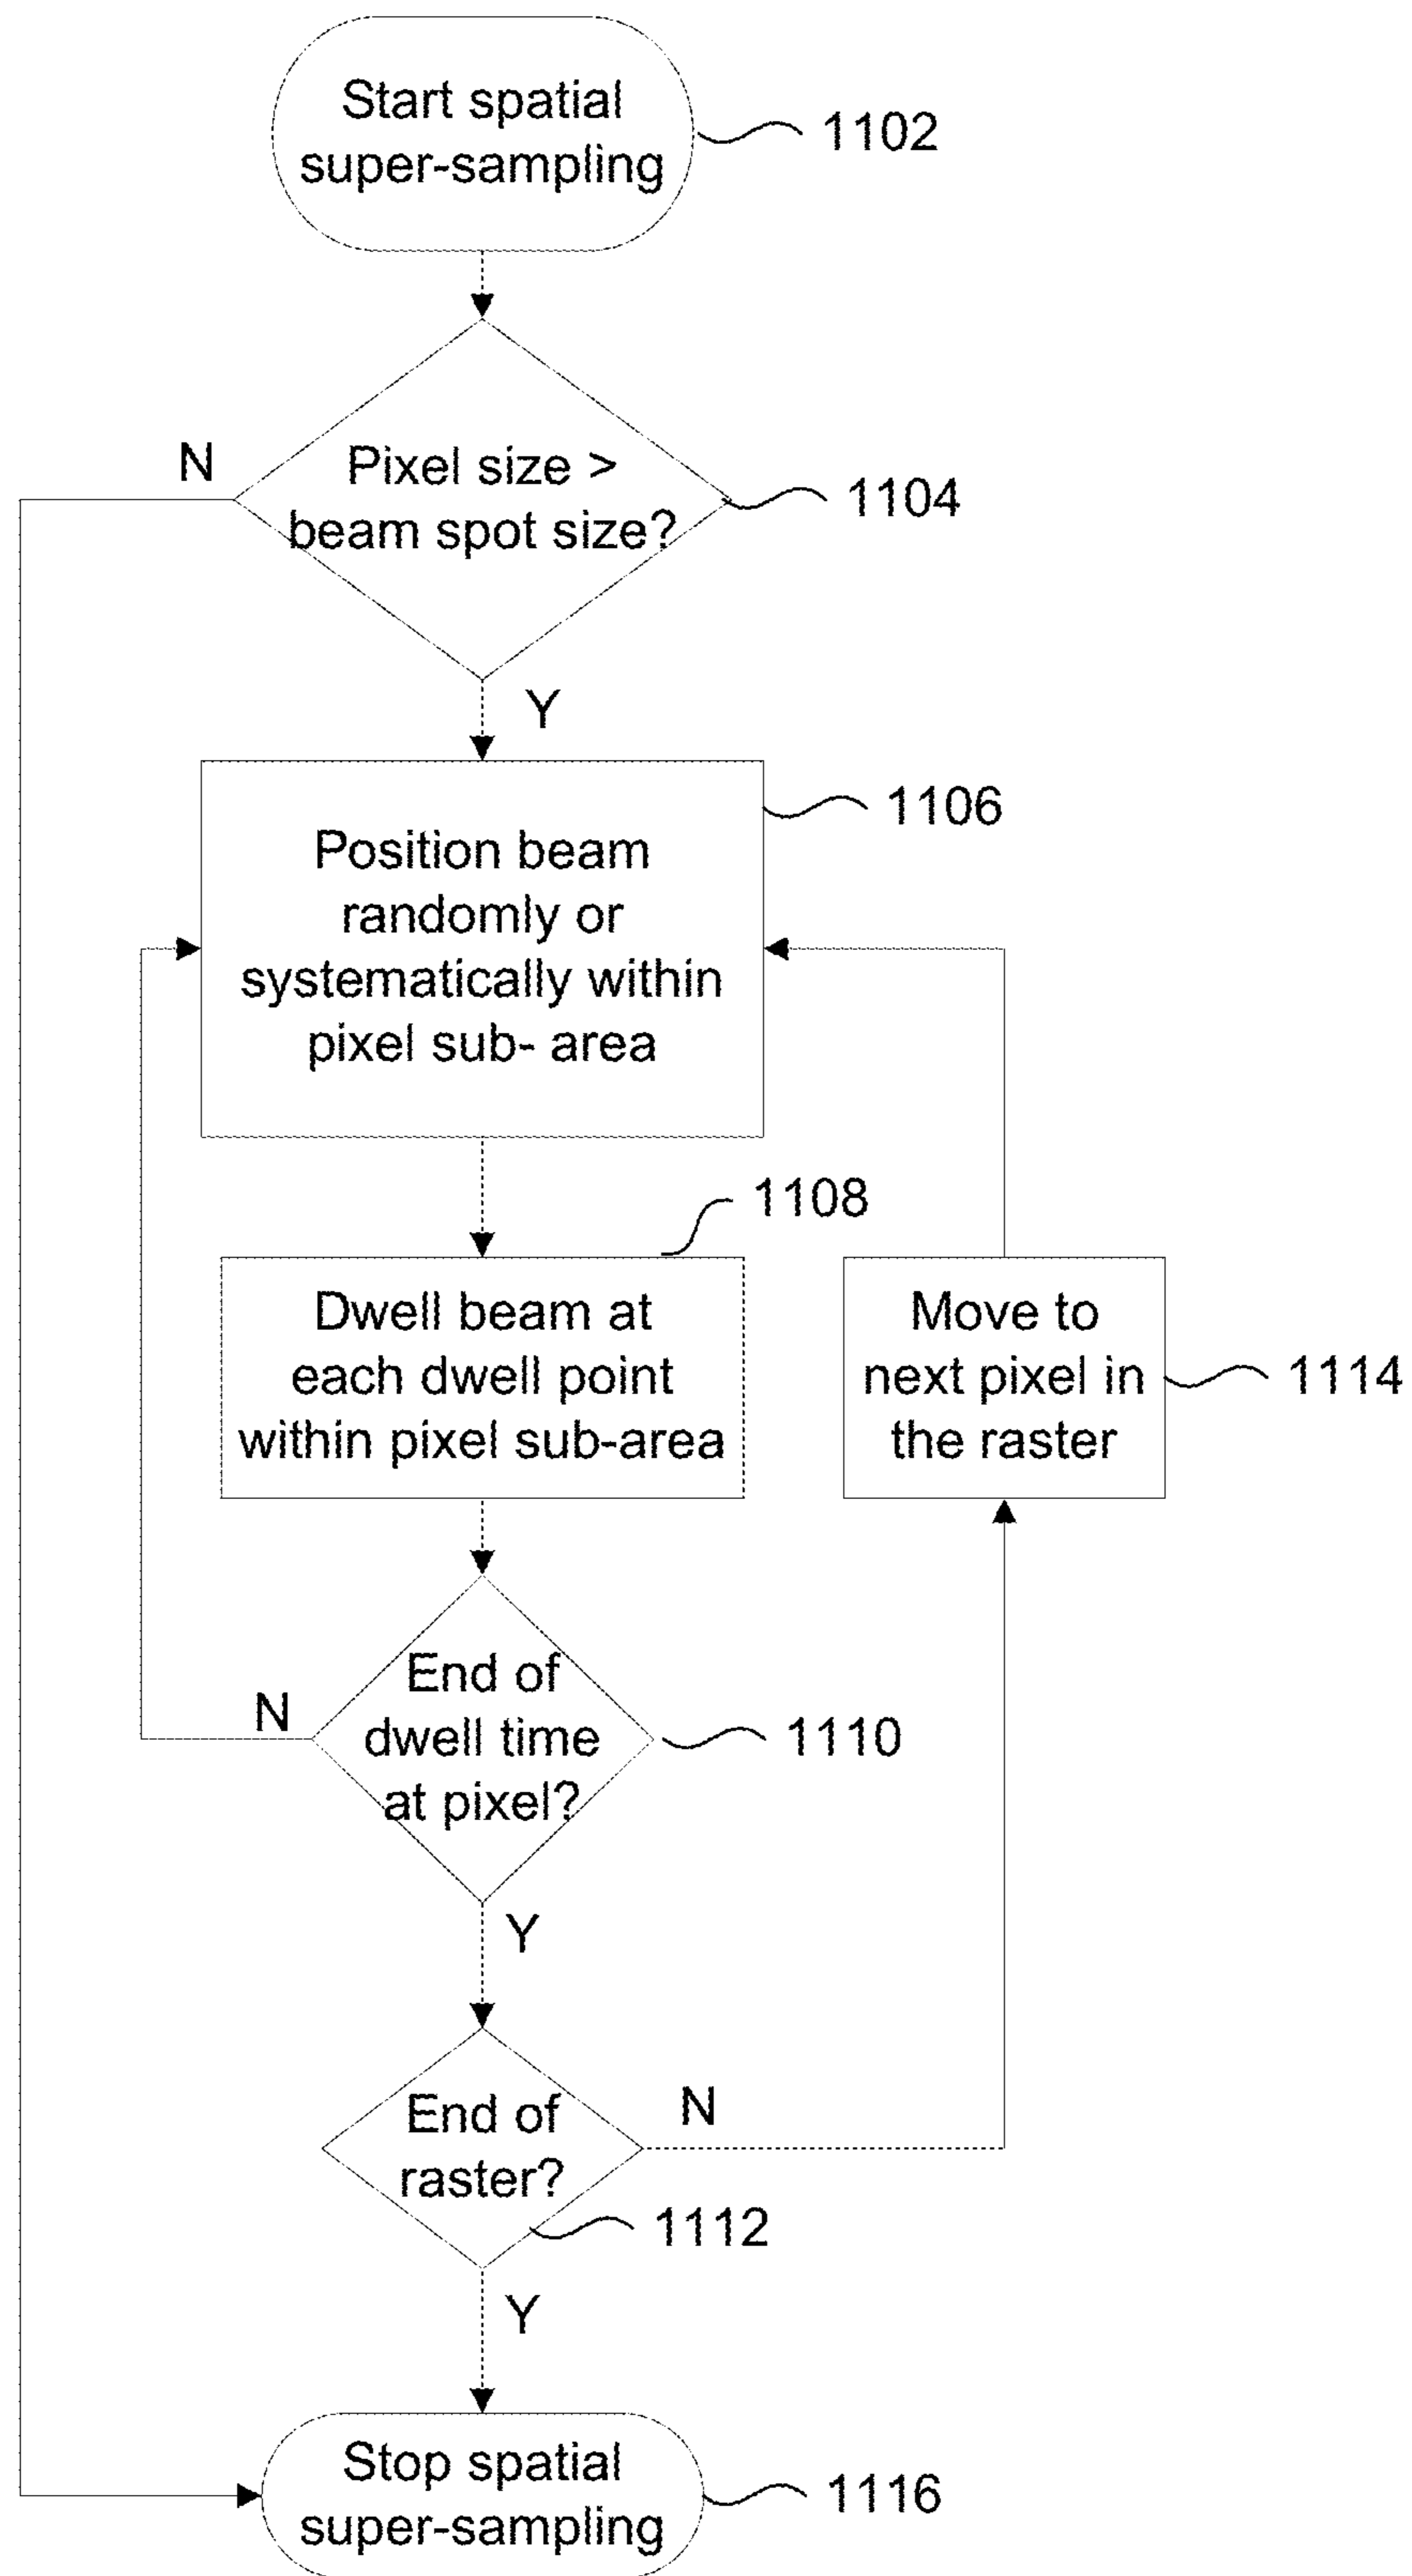 Start spatial
super-sampling
1102
N
Pixel size >
beam spot size?
1104
Y
1106
Position beam
randomly or
systematically within
pixel sub- area
1108
Dwell beam at
each dwell point
within pixel sub-area
Move to
next pixel in
the raster
1114
End of
dwell time
at pixel?
N
1110
Y
End of
raster?
N
1112
Y
Stop spatial
super-sampling
1116